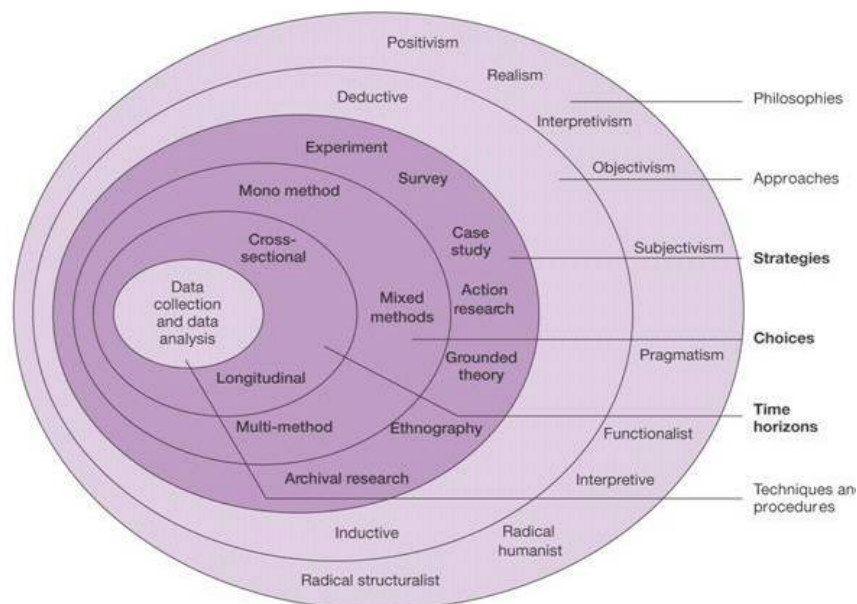 Positivism
Realism
Philosophies
Deductive
Interpretivism
Experiment
Objectivism
Approaches
Survey
Mono method
Cross-
sectional
Case
study
Subjectivism
Strategies
Data
collection
and data
analysis
Mixed
methods
Action
research
Choices
Pragmatism
Grounded
theory
Longitudinal
Time
horizons
Multi-method
Ethnography
Functionalist
Archival research
Interpretive
Techniques an
procedures
Inductive
Radical
humanist
Radical structuralist